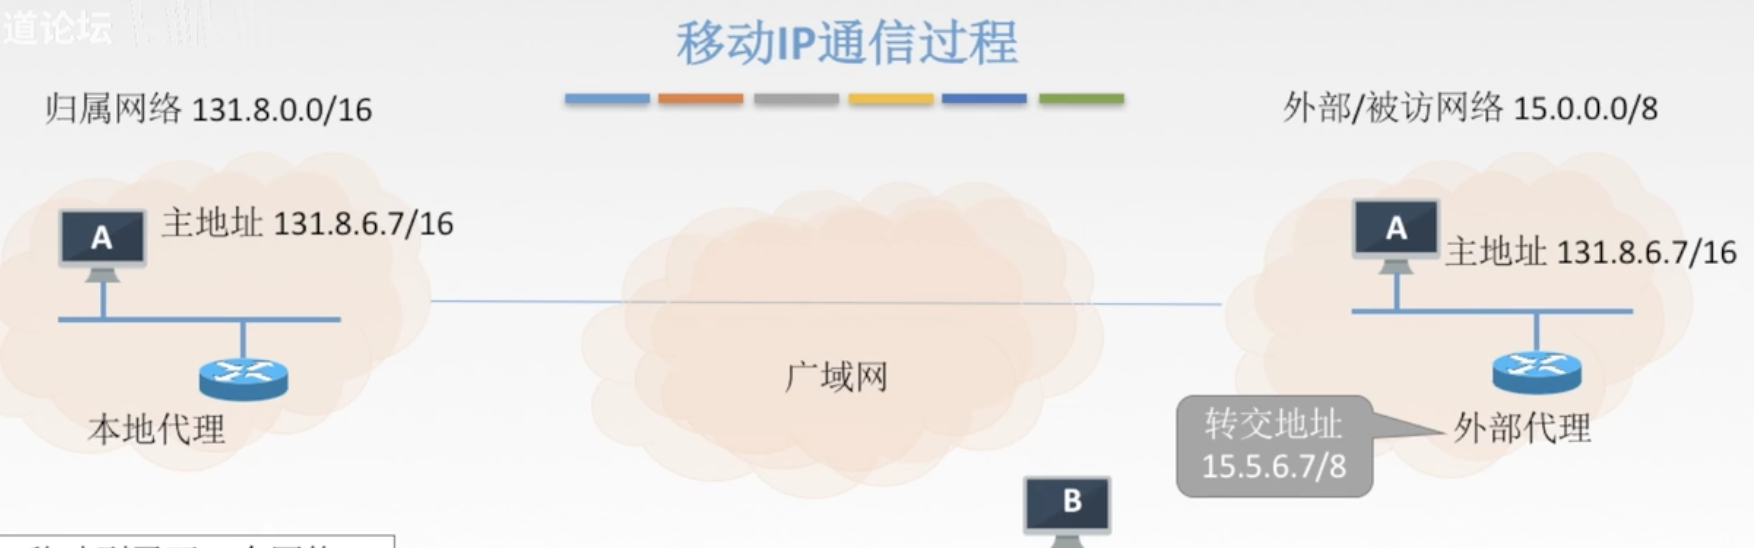 道论坛
移动IP通信过程
归属网络 131.8.0.0/16
外部/被访网络 15.0.0.0/8
A
主地址 131.8.6.7/16
A
主地址 131.8.6.7/16
广域网
本地代理
转交地址
15.5.6.7/8
外部代理
B